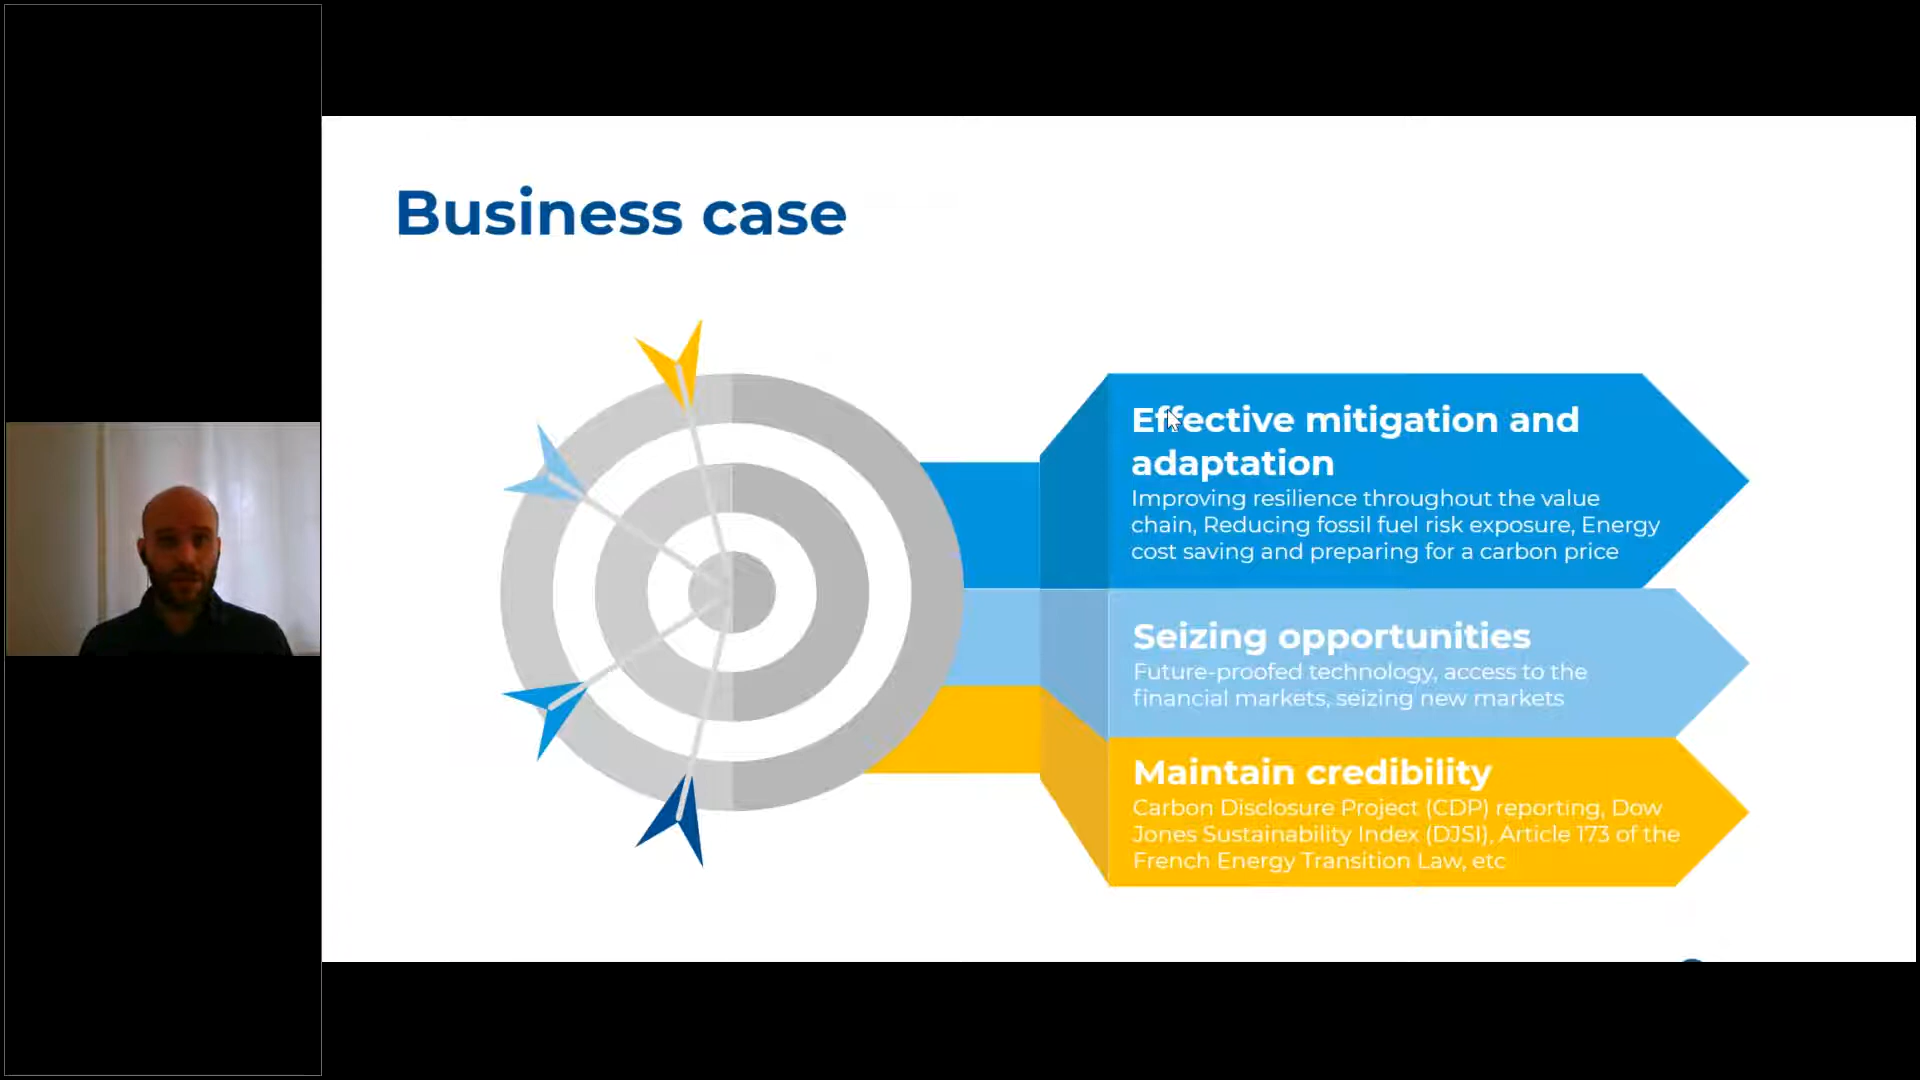 Business case
Effective mitigation and
adaptation
Improving resilience throughout the value
chain, Reducing fossil fuel risk exposure, Energy
cost saving and preparing for a carbon price
Seizing opportunities
Future-proofed technology, access to the
financial markets, seizing new markets
Maintain credibility
Carbon Disclosure Project (CDP) reporting, Dow
Jones Sustainability Index (DJSI), Article 173 of the
French Energy Transition Law, etc